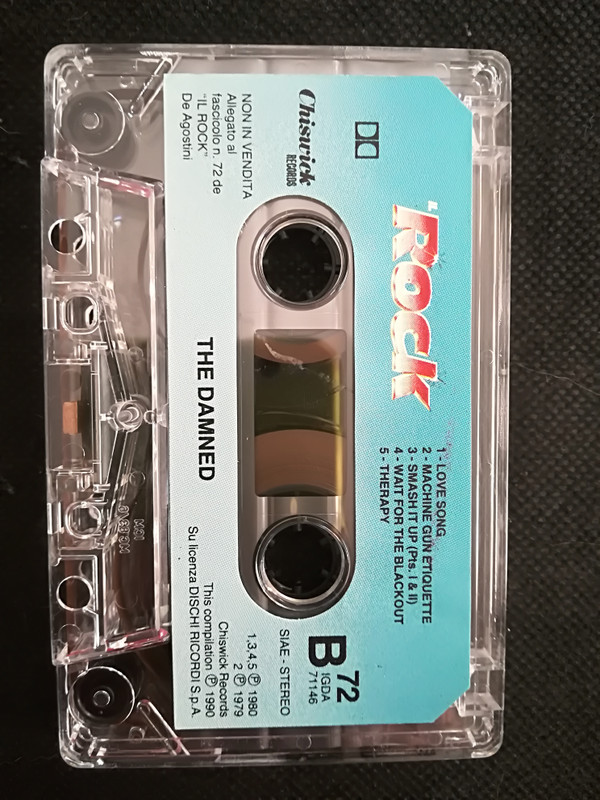 IL ROCK
1 - LOVE SONG
2 - MACHINE GUN ETIQUETTE
3 - SMASH IT UP (Pts. I & II)
4 - WAIT FOR THE BLACKOUT
5 - THERAPY
Chiswick
RECORDS
72
B
IGDA
71146
SIAE - STEREO
NON IN VENDITA
Allegato al
fascicolo n. 72 de
"IL ROCK"
De Agostini
THE DAMNED
1,3,4,5 Ⓟ 1980
2 Ⓟ 1979
Chiswick Records
This compilation Ⓟ 1990
Su licenza DISCHI RICORDI S.p.A.
ICM